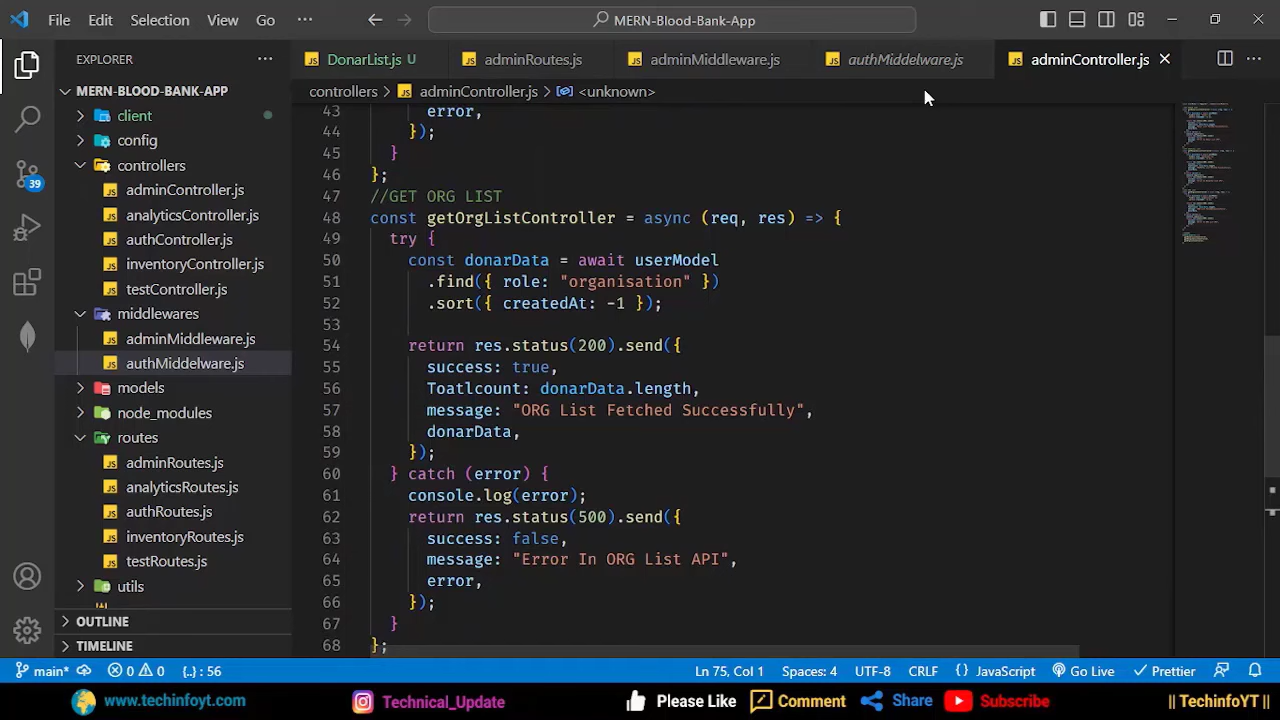 File Edit Selection View Go ··· MERN-Blood-Bank-App
EXPLORER ···
MERN-BLOOD-BANK-APP
client
config
controllers
adminController.js
analyticsController.js
authController.js
inventoryController.js
testController.js
middlewares
adminMiddleware.js
authMiddelware.js
models
node_modules
routes
adminRoutes.js
analyticsRoutes.js
authRoutes.js
inventoryRoutes.js
testRoutes.js
utils
OUTLINE
TIMELINE
39
JS DonarList.js U JS adminRoutes.js JS adminMiddleware.js JS authMiddelware.js JS adminController.js
controllers > JS adminController.js > <unknown>
43 error,
44 });
45 }
46 };
47 //GET ORG LIST
48 const getOrgListController = async (req, res) => {
49 try {
50 const donarData = await userModel
51 .find({ role: "organisation" })
52 .sort({ createdAt: -1 });
53
54 return res.status(200).send({
55 success: true,
56 Toatlcount: donarData.length,
57 message: "ORG List Fetched Successfully",
58 donarData,
59 });
60 } catch (error) {
61 console.log(error);
62 return res.status(500).send({
63 success: false,
64 message: "Error In ORG List API",
65 error,
66 });
67 }
68 };
main* 0 0 {..} : 56 Ln 75, Col 1 Spaces: 4 UTF-8 CRLF {} JavaScript Go Live Prettier
www.techinfoyt.com Technical_Update Please Like Comment Share Subscribe || TechinfoYT ||